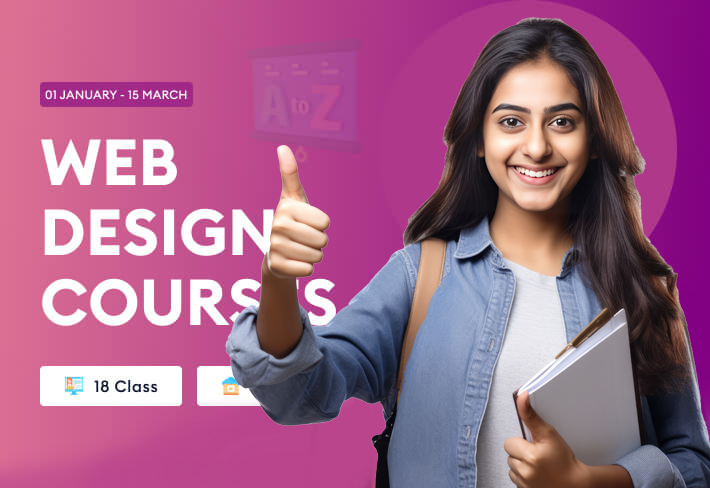 01 JANUARY - 15 MARCH
A to Z
WEB
DESIGN
COURSES
18 Class